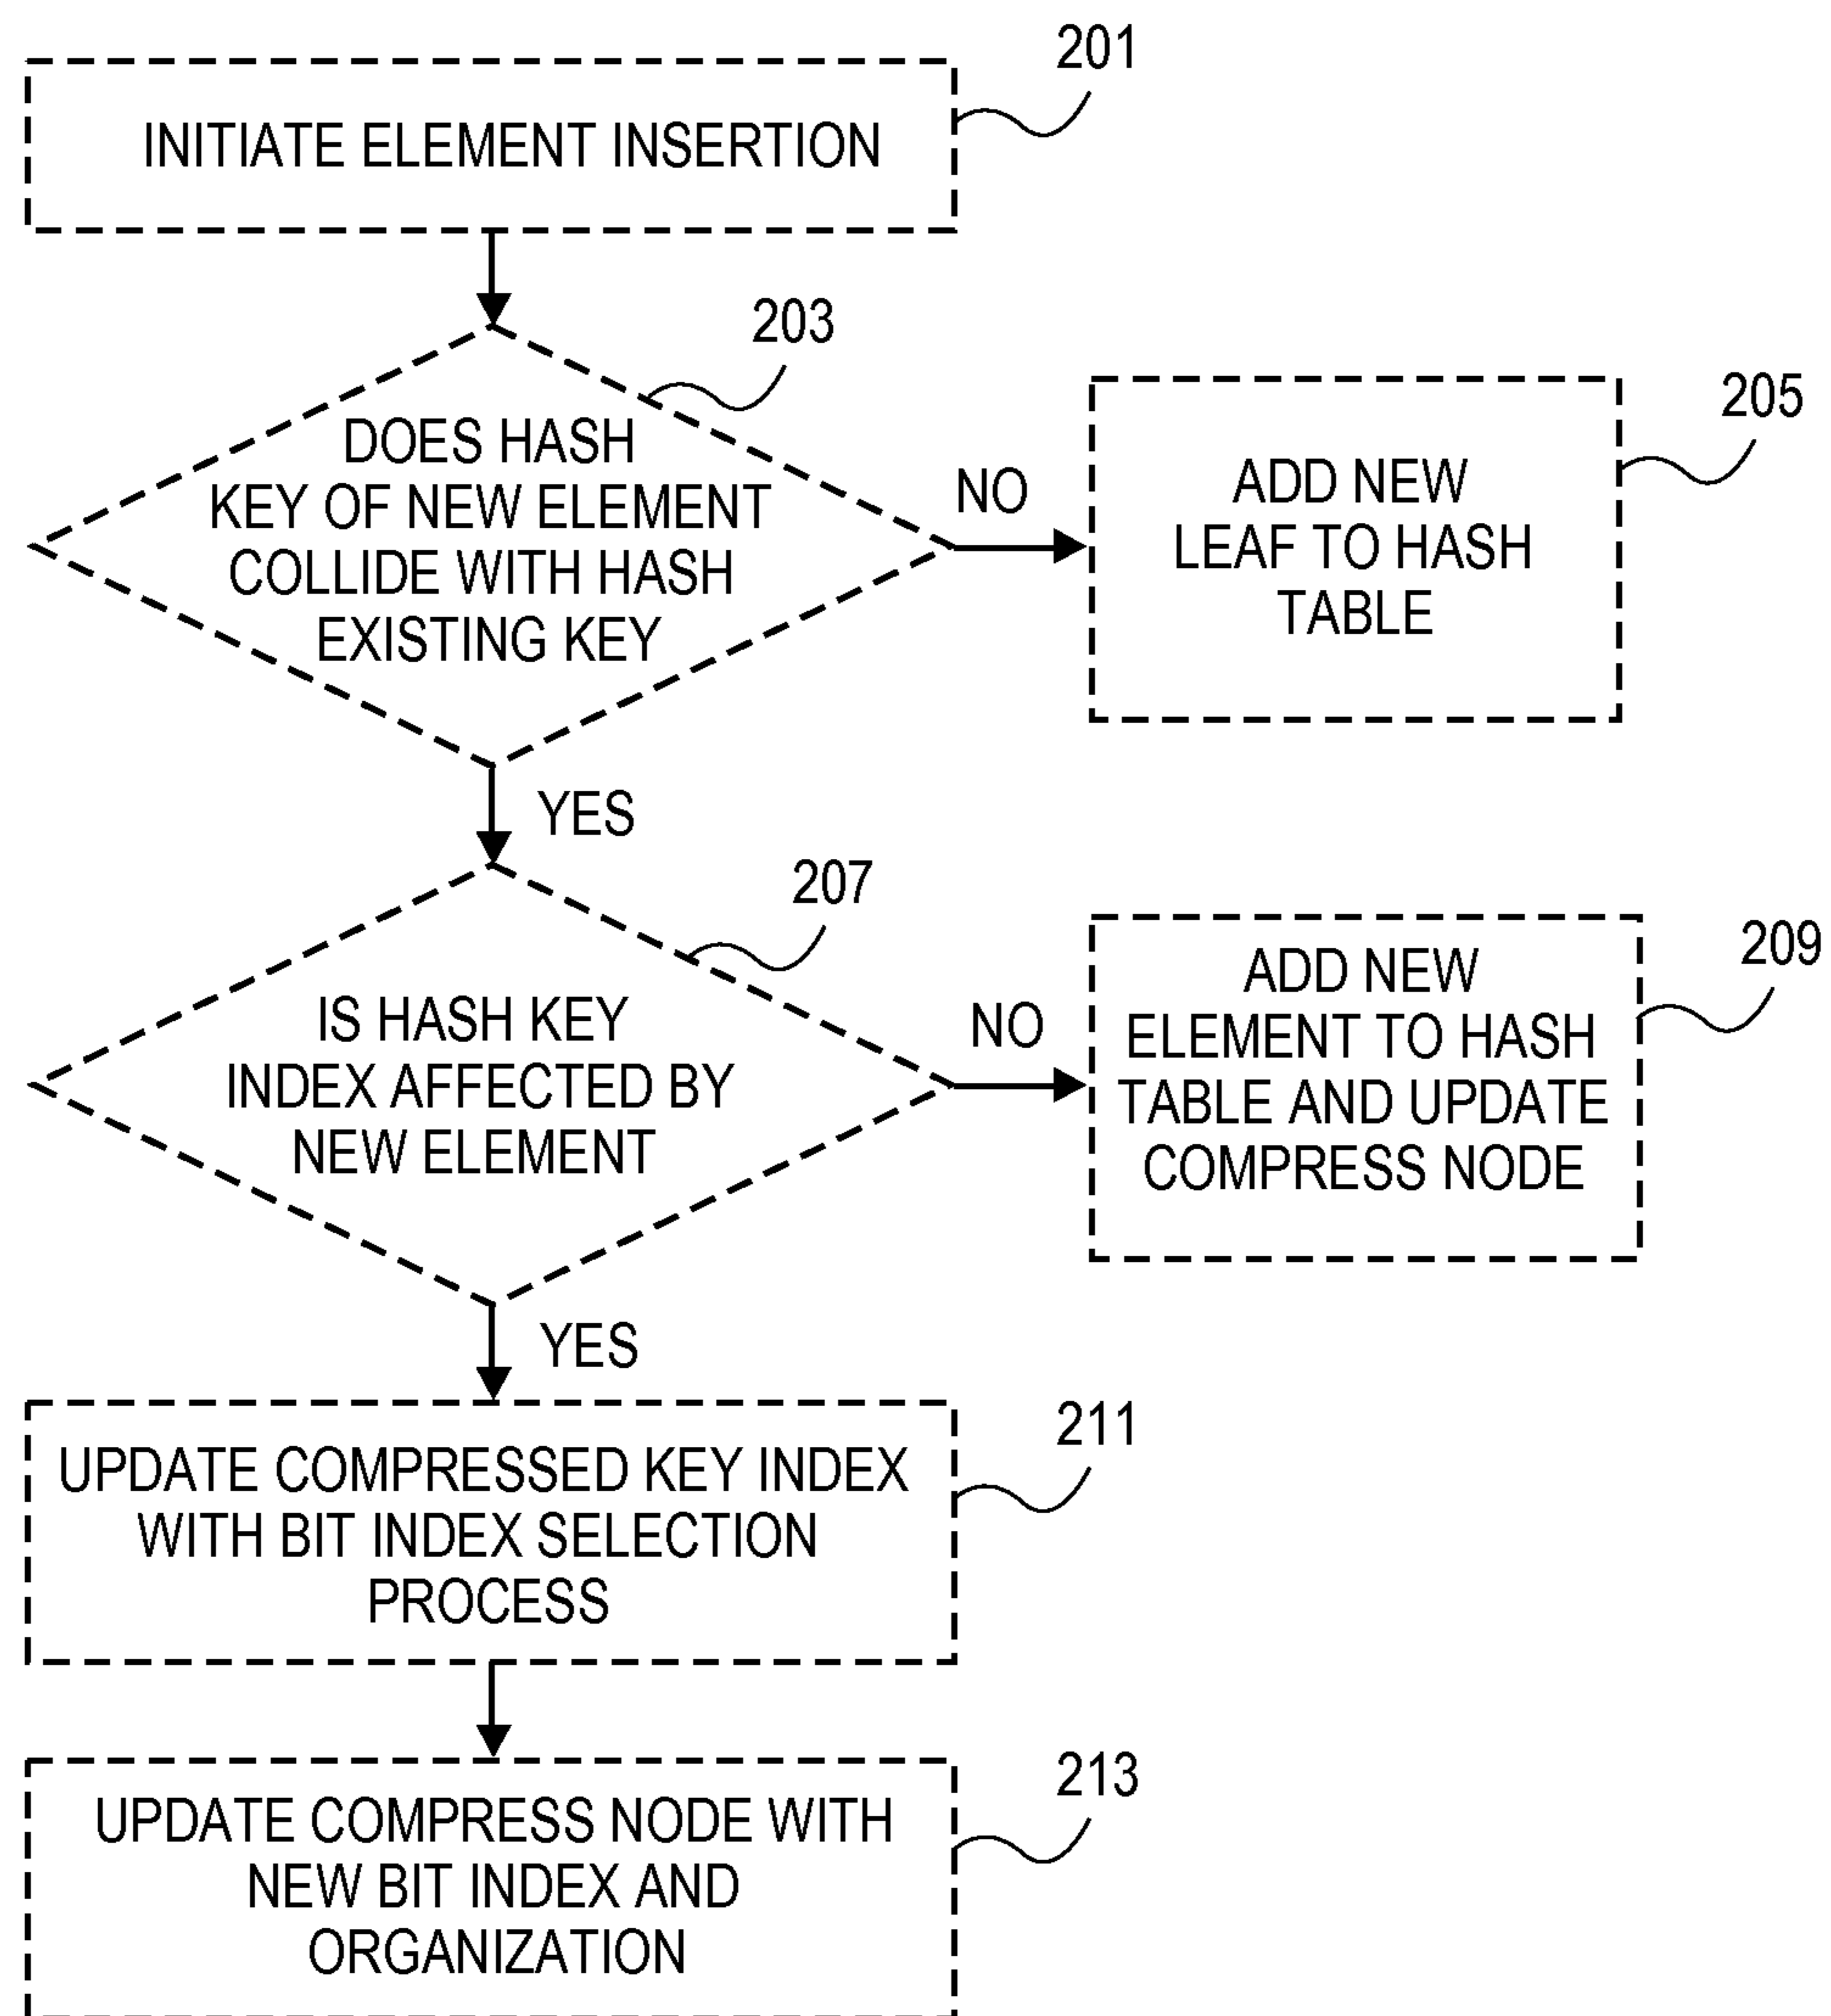 201
INITIATE ELEMENT INSERTION
203
DOES HASH
KEY OF NEW ELEMENT
COLLIDE WITH HASH
EXISTING KEY
NO
205
ADD NEW
LEAF TO HASH
TABLE
YES
207
IS HASH KEY
INDEX AFFECTED BY
NEW ELEMENT
NO
209
ADD NEW
ELEMENT TO HASH
TABLE AND UPDATE
COMPRESS NODE
YES
211
UPDATE COMPRESSED KEY INDEX
WITH BIT INDEX SELECTION
PROCESS
213
UPDATE COMPRESS NODE WITH
NEW BIT INDEX AND
ORGANIZATION